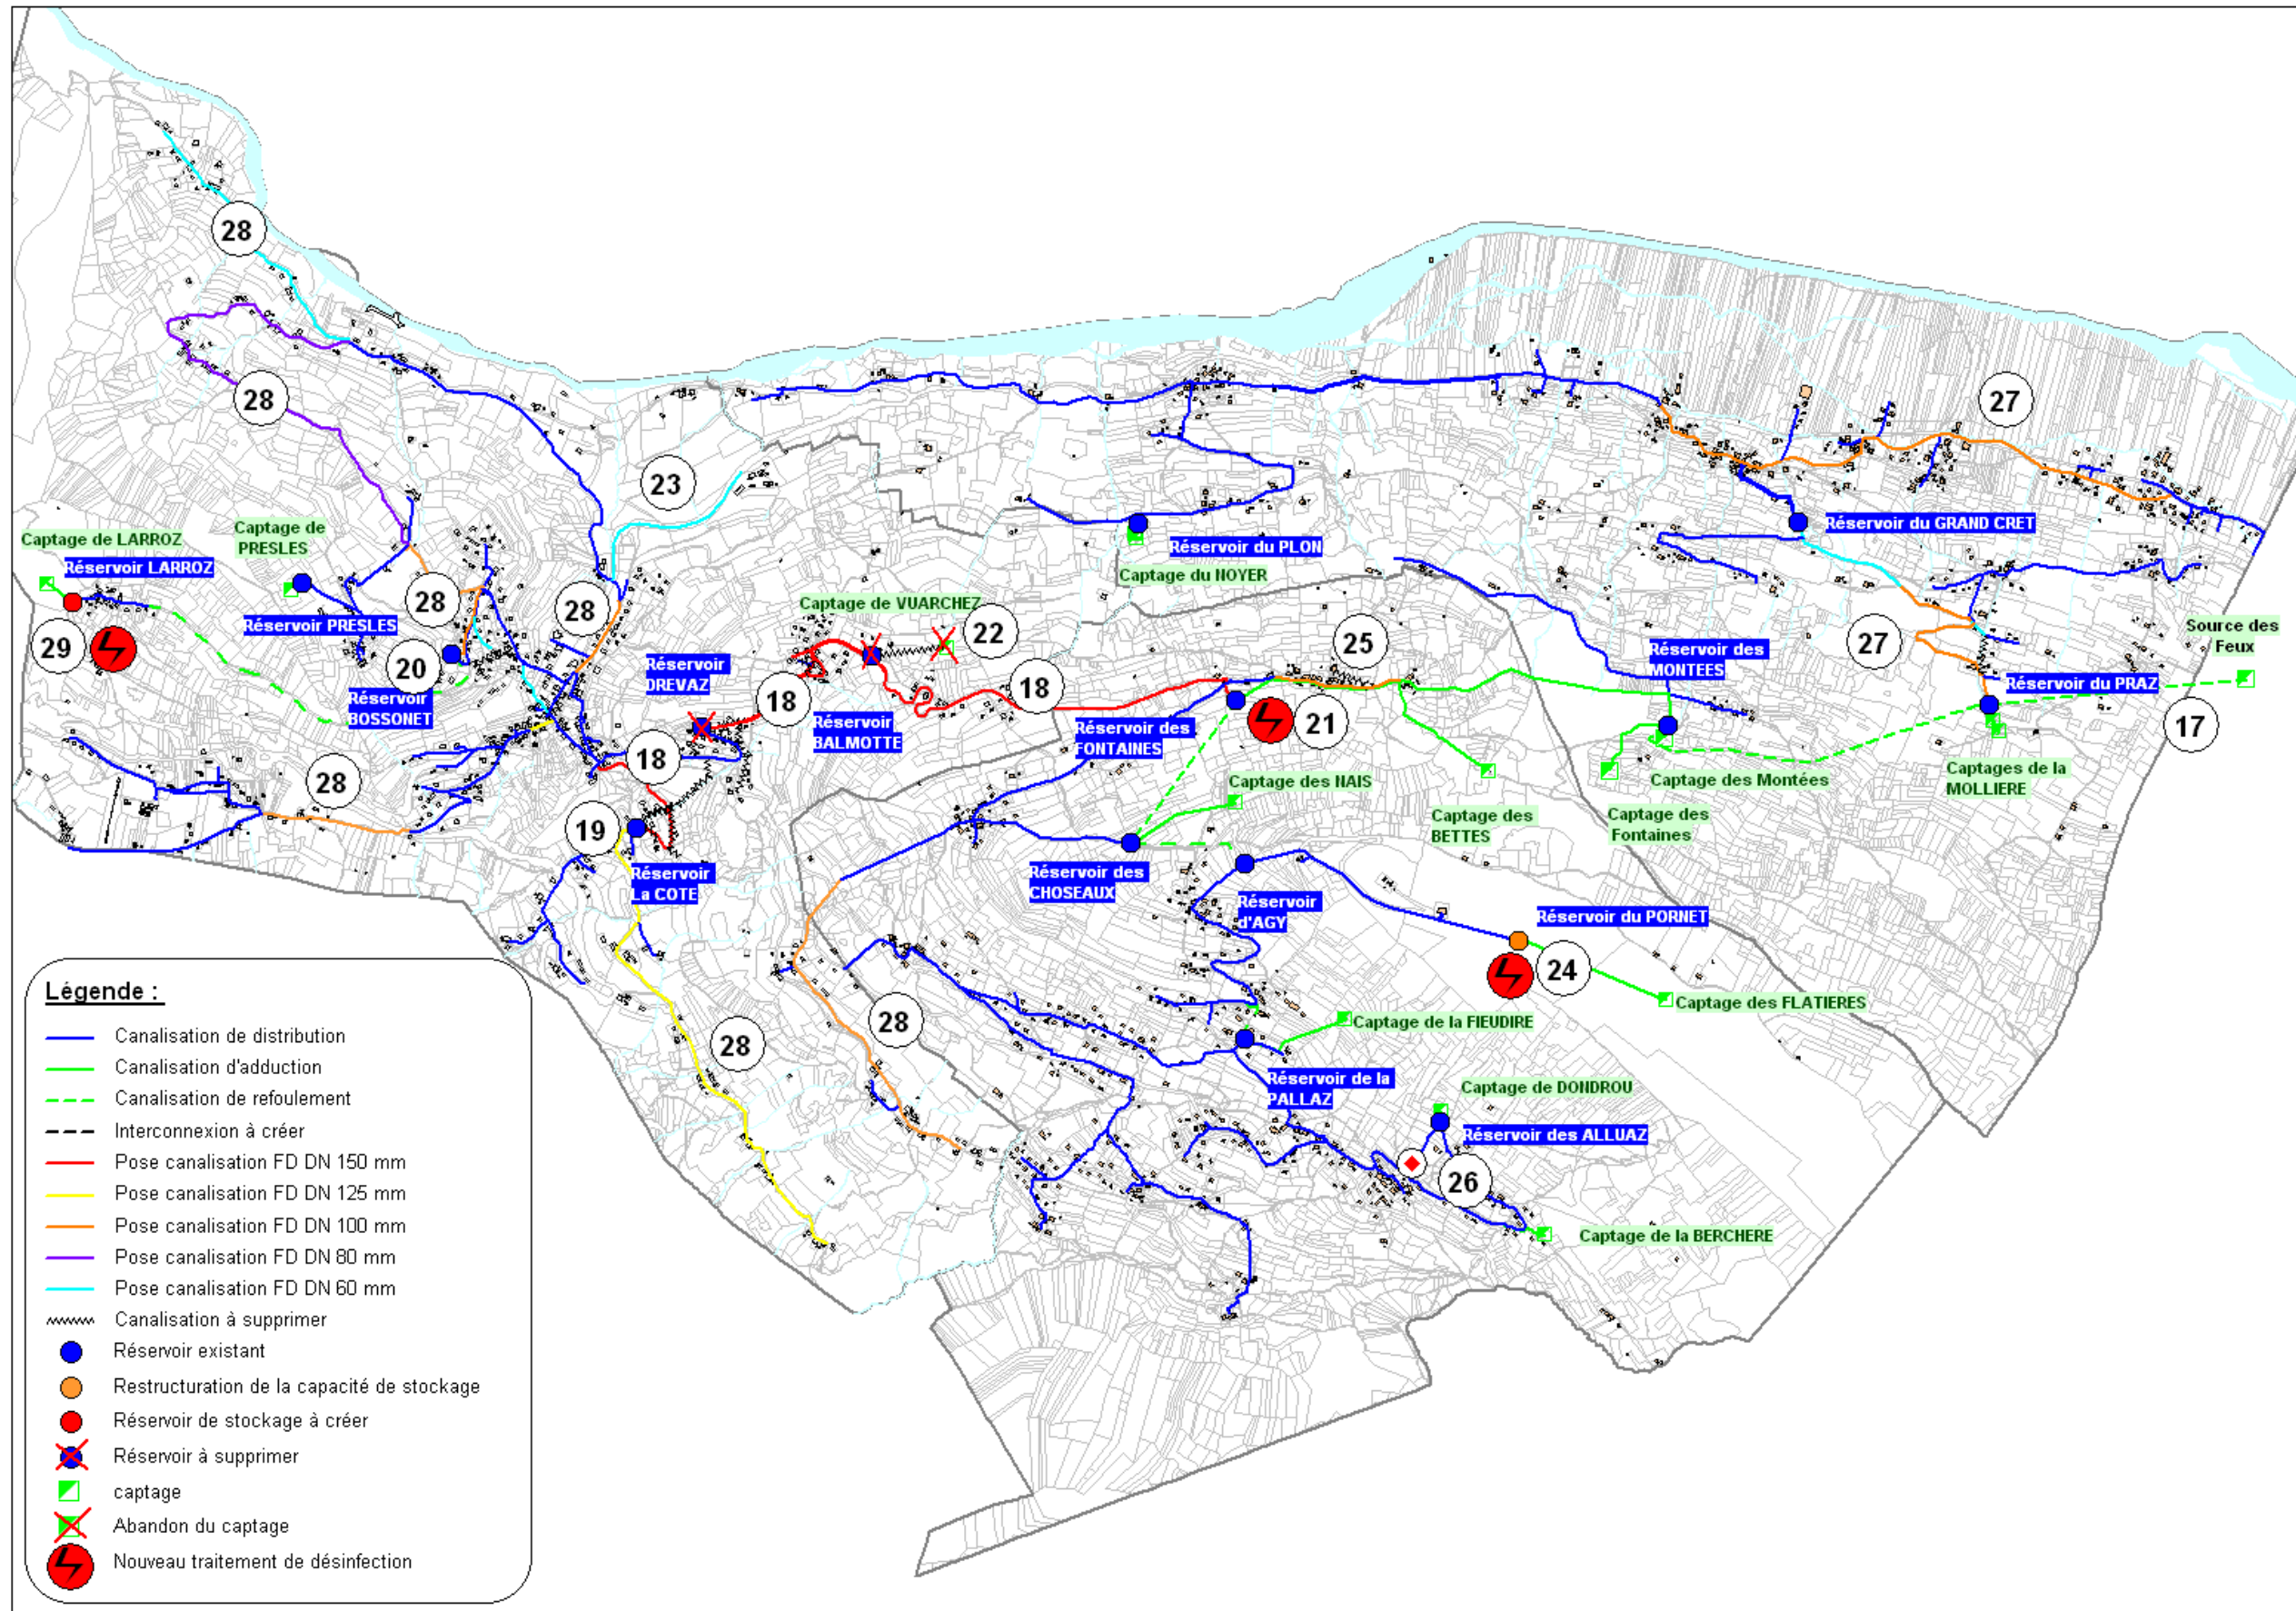 28
28
27
23
Captage de LARROZ
Captage de
PRESLES
Réservoir LARROZ
Réservoir PRESLES
28
28
20
29
Réservoir
BOSSONET
Réservoir du PLON
Captage du NOYER
Réservoir du GRAND CRET
Captage de VUARCHEZ
22
25
27
Source des
Feux
Réservoir
DREVAZ
18
18
Réservoir
BALMOTTE
Réservoir des
MONTEES
Réservoir du PRAZ
17
21
Réservoir des
FONTAINES
18
28
Captage des NAIS
Captage des Montées
Captages de la
MOLLIERE
Captage des
BETTES
Captage des
Fontaines
19
Réservoir
La COTE
Réservoir des
CHOSEAUX
Réservoir
d'AGY
Réservoir du PORNET
24
Captage des FLATIERES
28
28
Captage de la FIEUDIRE
Réservoir de la
PALLAZ
Captage de DONDROU
Réservoir des ALLUAZ
26
Captage de la BERCHERE
Légende :
Canalisation de distribution
Canalisation d'adduction
Canalisation de refoulement
Interconnexion à créer
Pose canalisation FD DN 150 mm
Pose canalisation FD DN 125 mm
Pose canalisation FD DN 100 mm
Pose canalisation FD DN 80 mm
Pose canalisation FD DN 60 mm
Canalisation à supprimer
Réservoir existant
Restructuration de la capacité de stockage
Réservoir de stockage à créer
Réservoir à supprimer
captage
Abandon du captage
Nouveau traitement de désinfection